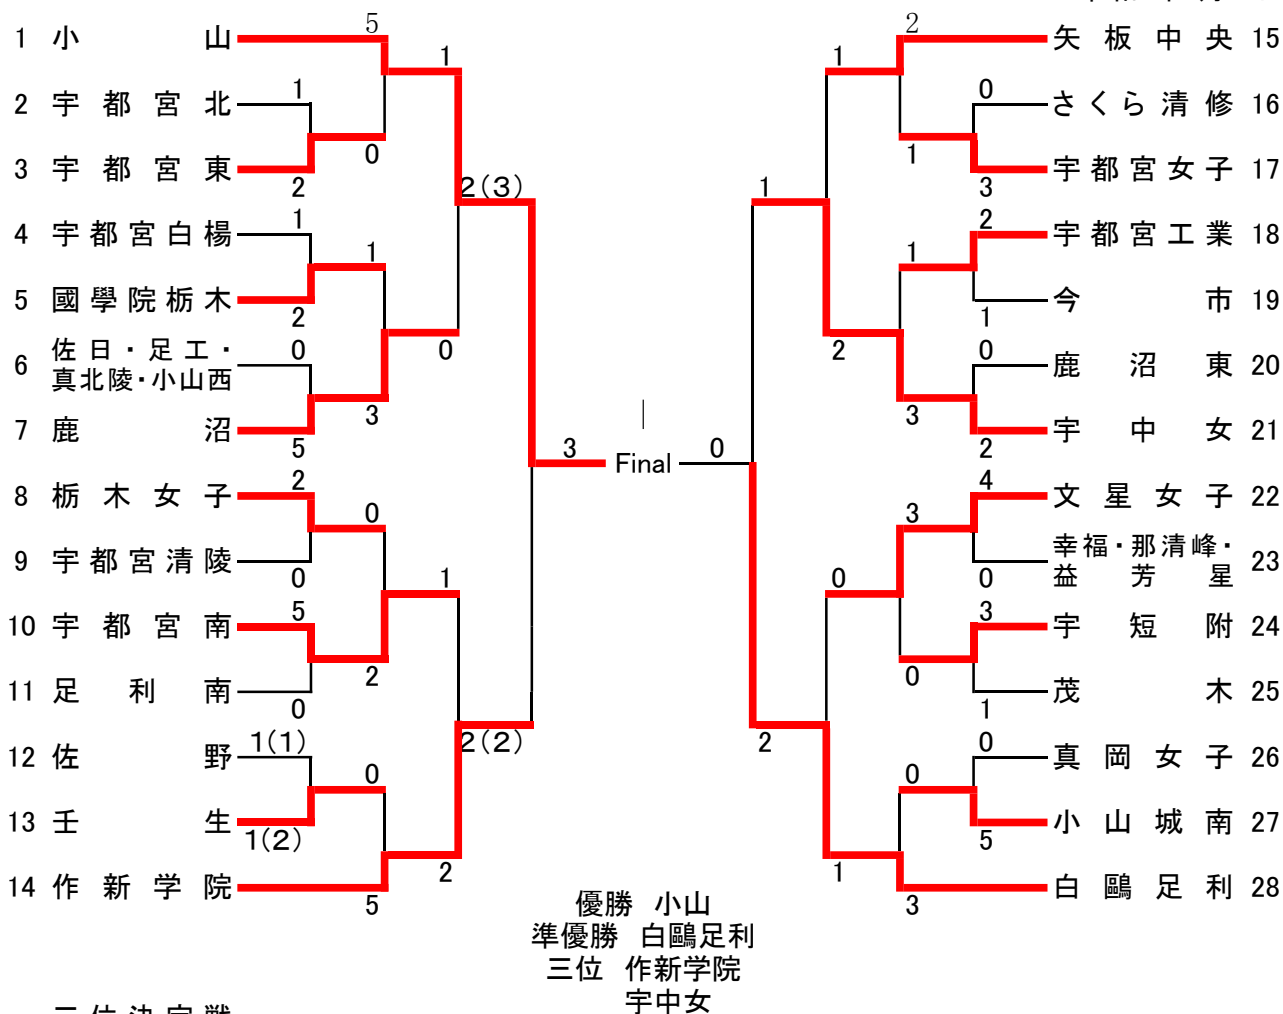 1 小山 5
2 宇都宮北 1
3 宇都宮東 2
4 宇都宮白楊 1
5 國學院栃木 2
6 佐日・足工・
真北陵・小山西 0
7 鹿沼 5
8 栃木女子 2
9 宇都宮清陵 0
10 宇都宮南 5
11 足利南 0
12 佐野 1(1)
13 壬生 1(2)
14 作新学院 5
0
1
3
0
2
0
1
0
1
2
2(3)
2(2)
3 Final 0
1
2
1
2
0
1
1
1
3
3
0
0
2 矢板中央 15
0 さくら清修 16
3 宇都宮女子 17
2 宇都宮工業 18
1 今市 19
0 鹿沼東 20
2 宇中女 21
4 文星女子 22
幸福・那清峰・
0 益芳星 23
3 宇短附 24
1 茂木 25
0 真岡女子 26
5 小山城南 27
3 白鷗足利 28
優勝 小山
準優勝 白鷗足利
三位 作新学院
宇中女